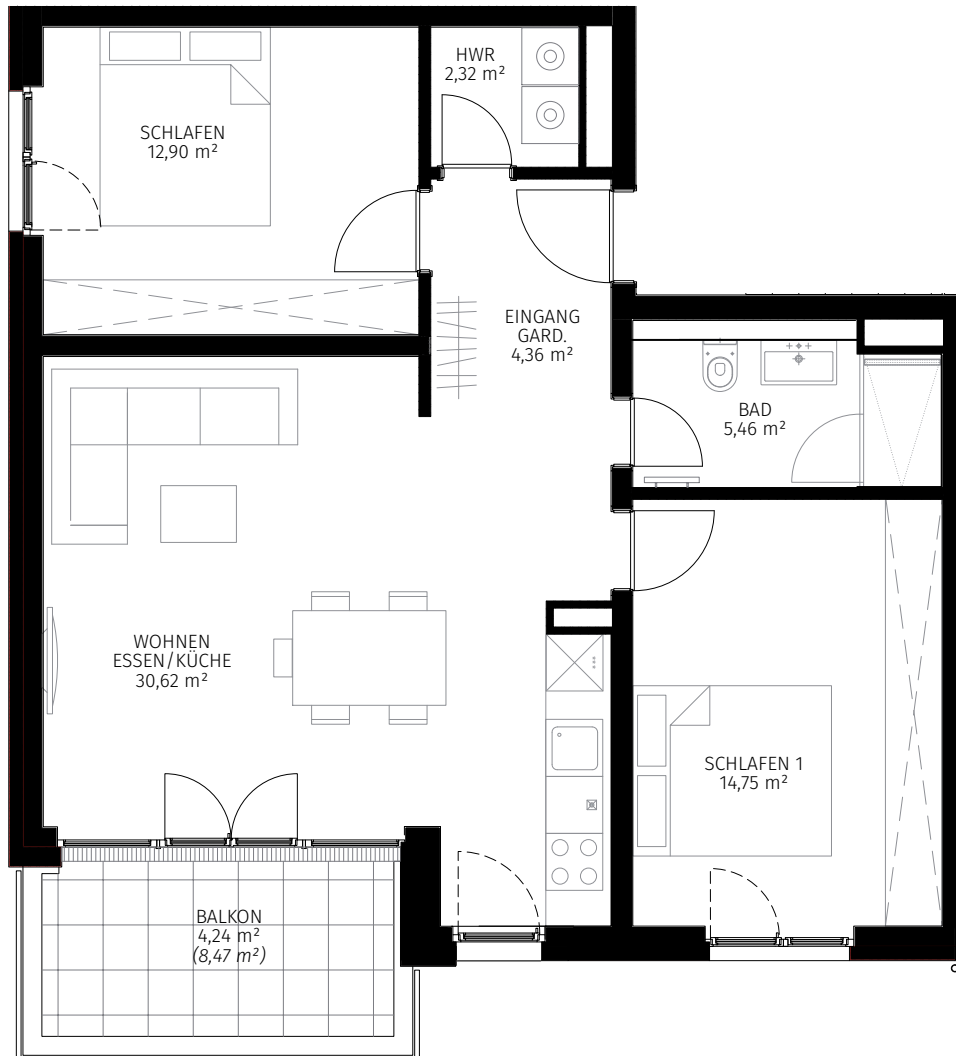 HWR
2,32 m²
SCHLAFEN
12,90 m²
EINGANG
GARD.
4,36 m²
BAD
5,46 m²
WOHNEN
ESSEN/KÜCHE
30,62 m²
SCHLAFEN 1
14,75 m²
BALKON
4,24 m²
(8,47 m²)